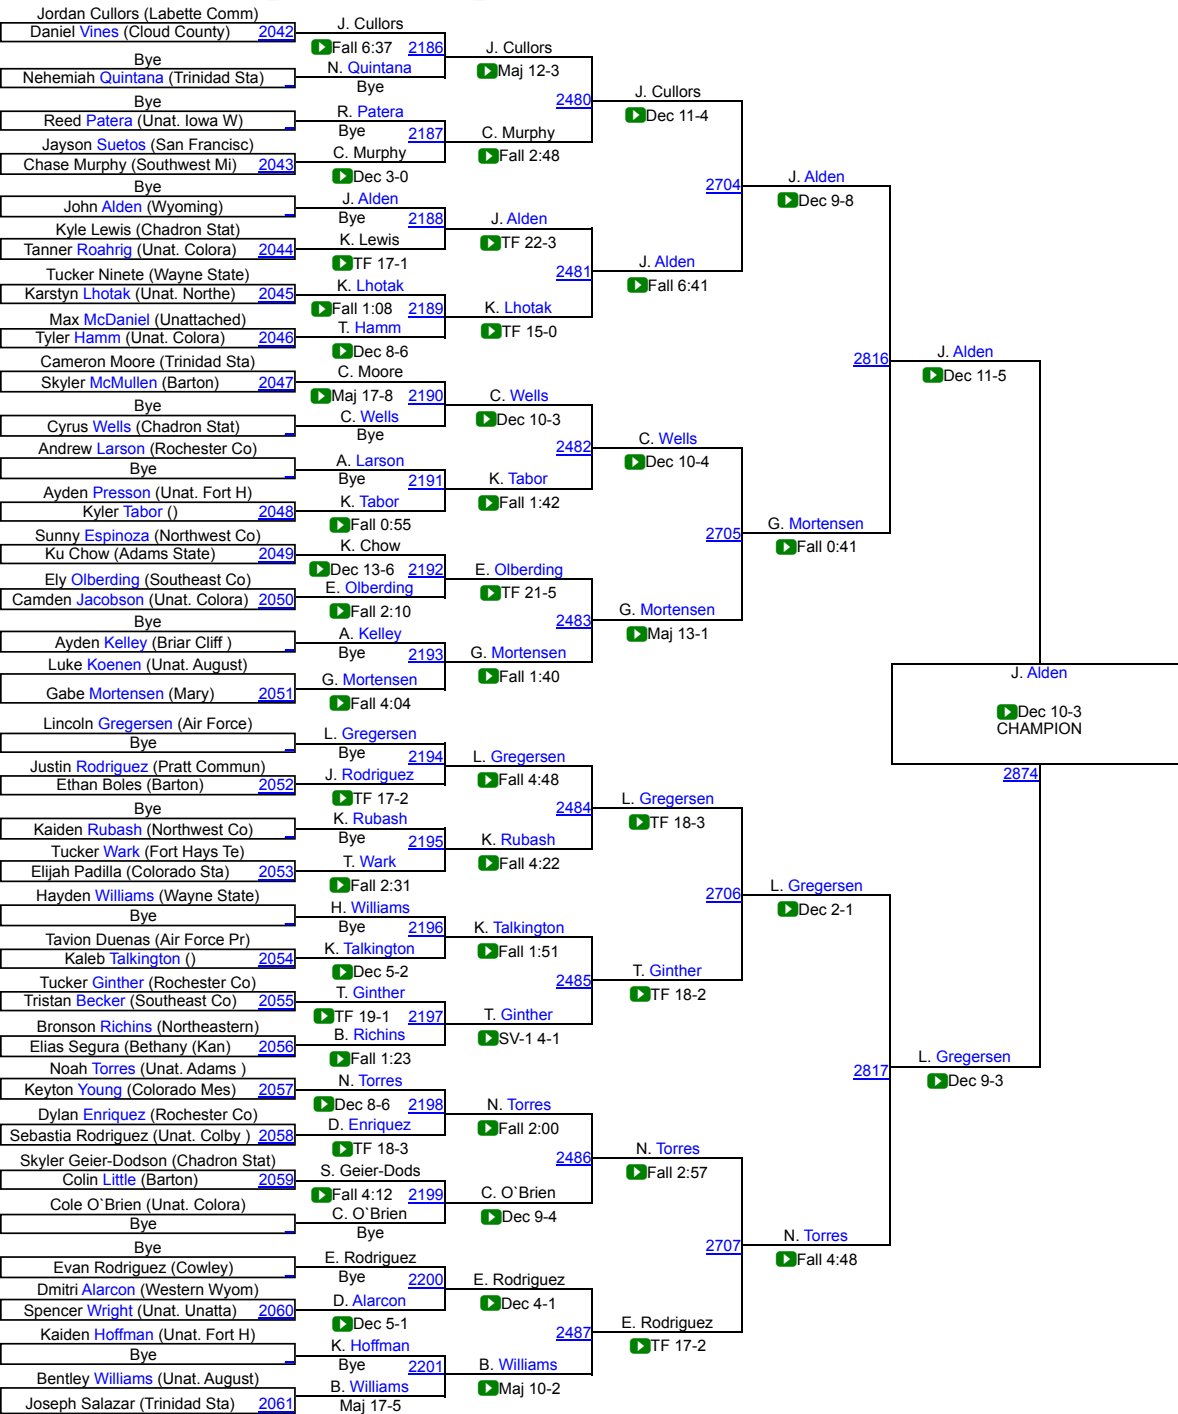 Jordan Cullors (Labette Comm)
Daniel Vines (Cloud County) 2042
Bye
Nehemiah Quintana (Trinidad Sta)
Bye
Reed Patera (Unat. Iowa W)
Jayson Suetos (San Francisc)
Chase Murphy (Southwest Mi) 2043
Bye
John Alden (Wyoming)
Kyle Lewis (Chadron Stat)
Tanner Roahrig (Unat. Colora) 2044
Tucker Ninete (Wayne State)
Karstyn Lhotak (Unat. Northe) 2045
Max McDaniel (Unattached)
Tyler Hamm (Unat. Colora) 2046
Cameron Moore (Trinidad Sta)
Skyler McMullen (Barton) 2047
Bye
Cyrus Wells (Chadron Stat)
Andrew Larson (Rochester Co)
Bye
Ayden Presson (Unat. Fort H)
Kyler Tabor () 2048
Sunny Espinoza (Northwest Co)
Ku Chow (Adams State) 2049
Ely Olberding (Southeast Co)
Camden Jacobson (Unat. Colora) 2050
Bye
Ayden Kelley (Briar Cliff )
Luke Koenen (Unat. August)
Gabe Mortensen (Mary) 2051
Lincoln Gregersen (Air Force)
Bye
Justin Rodriguez (Pratt Commun)
Ethan Boles (Barton) 2052
Bye
Kaiden Rubash (Northwest Co)
Tucker Wark (Fort Hays Te)
Elijah Padilla (Colorado Sta) 2053
Hayden Williams (Wayne State)
Bye
Tavion Duenas (Air Force Pr)
Kaleb Talkington () 2054
Tucker Ginther (Rochester Co)
Tristan Becker (Southeast Co) 2055
Bronson Richins (Northeastern)
Elias Segura (Bethany (Kan) 2056
Noah Torres (Unat. Adams )
Keyton Young (Colorado Mes) 2057
Dylan Enriquez (Rochester Co)
Sebastia Rodriguez (Unat. Colby ) 2058
Skyler Geier-Dodson (Chadron Stat)
Colin Little (Barton) 2059
Cole O`Brien (Unat. Colora)
Bye
Bye
Evan Rodriguez (Cowley)
Dmitri Alarcon (Western Wyom)
Spencer Wright (Unat. Unatta) 2060
Kaiden Hoffman (Unat. Fort H)
Bye
Bentley Williams (Unat. August)
Joseph Salazar (Trinidad Sta) 2061
J. Cullors
Fall 6:37 2186
N. Quintana
Bye
R. Patera
Bye 2187
C. Murphy
Dec 3-0
J. Alden
Bye 2188
K. Lewis
TF 17-1
K. Lhotak
Fall 1:08 2189
T. Hamm
Dec 8-6
C. Moore
Maj 17-8 2190
C. Wells
Bye
A. Larson
Bye 2191
K. Tabor
Fall 0:55
K. Chow
Dec 13-6 2192
E. Olberding
Fall 2:10
A. Kelley
Bye 2193
G. Mortensen
Fall 4:04
L. Gregersen
Bye 2194
J. Rodriguez
TF 17-2
K. Rubash
Bye 2195
T. Wark
Fall 2:31
H. Williams
Bye 2196
K. Talkington
Dec 5-2
T. Ginther
TF 19-1 2197
B. Richins
Fall 1:23
N. Torres
Dec 8-6 2198
D. Enriquez
TF 18-3
S. Geier-Dods
Fall 4:12 2199
C. O`Brien
Bye
E. Rodriguez
Bye 2200
D. Alarcon
Dec 5-1
K. Hoffman
Bye 2201
B. Williams
Maj 17-5
J. Cullors
Maj 12-3
2480
C. Murphy
Fall 2:48
J. Alden
TF 22-3
2481
K. Lhotak
TF 15-0
C. Wells
Dec 10-3
2482
K. Tabor
Fall 1:42
E. Olberding
TF 21-5
2483
G. Mortensen
Fall 1:40
L. Gregersen
Fall 4:48
2484
K. Rubash
Fall 4:22
K. Talkington
Fall 1:51
2485
T. Ginther
SV-1 4-1
N. Torres
Fall 2:00
2486
C. O`Brien
Dec 9-4
E. Rodriguez
Dec 4-1
2487
B. Williams
Maj 10-2
J. Cullors
Dec 11-4
2704
J. Alden
Fall 6:41
C. Wells
Dec 10-4
2705
G. Mortensen
Maj 13-1
L. Gregersen
TF 18-3
2706
T. Ginther
TF 18-2
N. Torres
Fall 2:57
2707
E. Rodriguez
TF 17-2
J. Alden
Dec 9-8
2816
G. Mortensen
Fall 0:41
L. Gregersen
Dec 2-1
2817
N. Torres
Fall 4:48
J. Alden
Dec 11-5
J. Alden
Dec 10-3
CHAMPION
2874
L. Gregersen
Dec 9-3